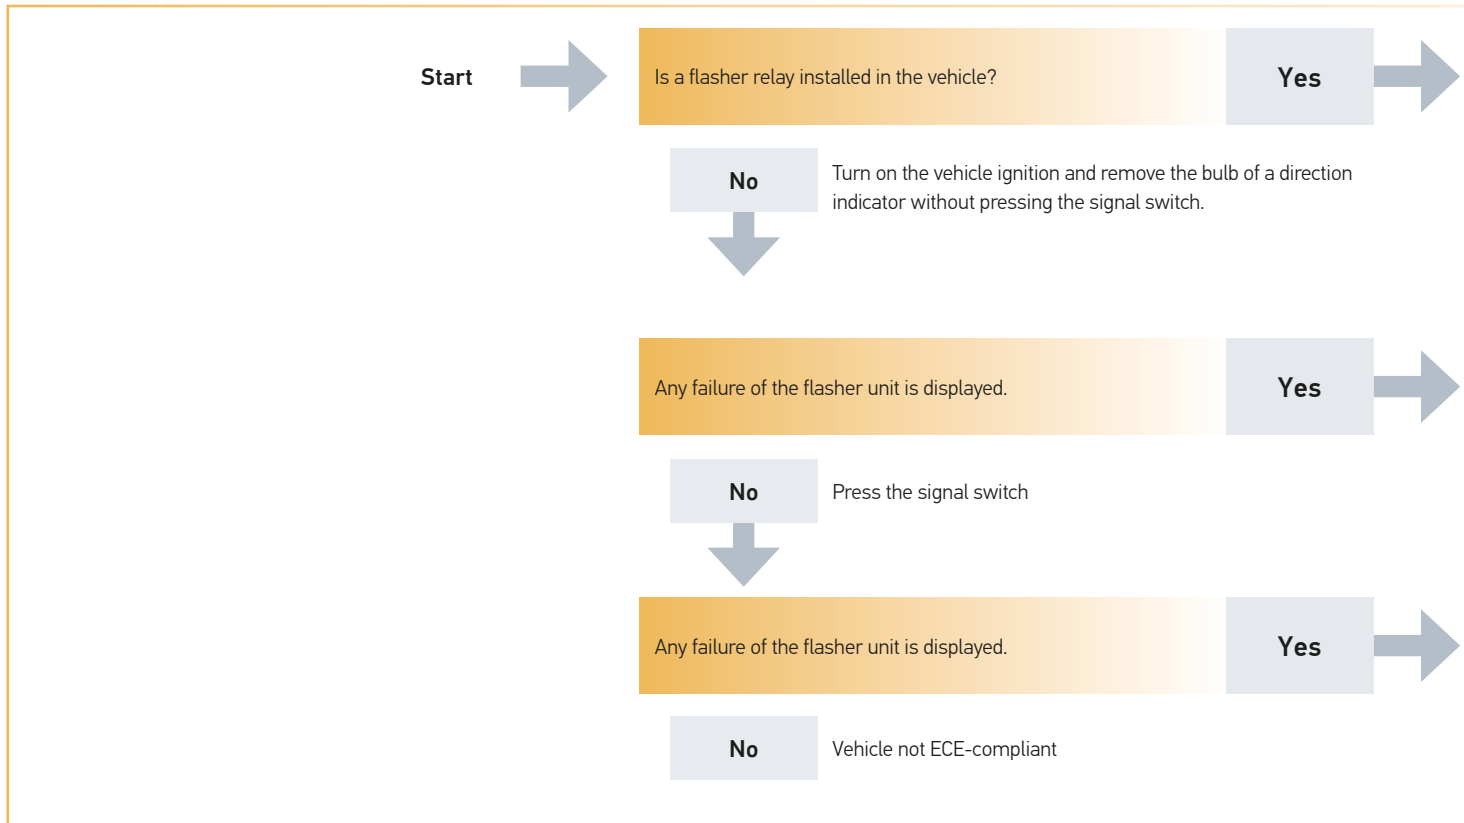 Start
Is a flasher relay installed in the vehicle?
Yes
No
Turn on the vehicle ignition and remove the bulb of a direction
indicator without pressing the signal switch.
Any failure of the flasher unit is displayed.
Yes
No
Press the signal switch
Any failure of the flasher unit is displayed.
Yes
No
Vehicle not ECE-compliant